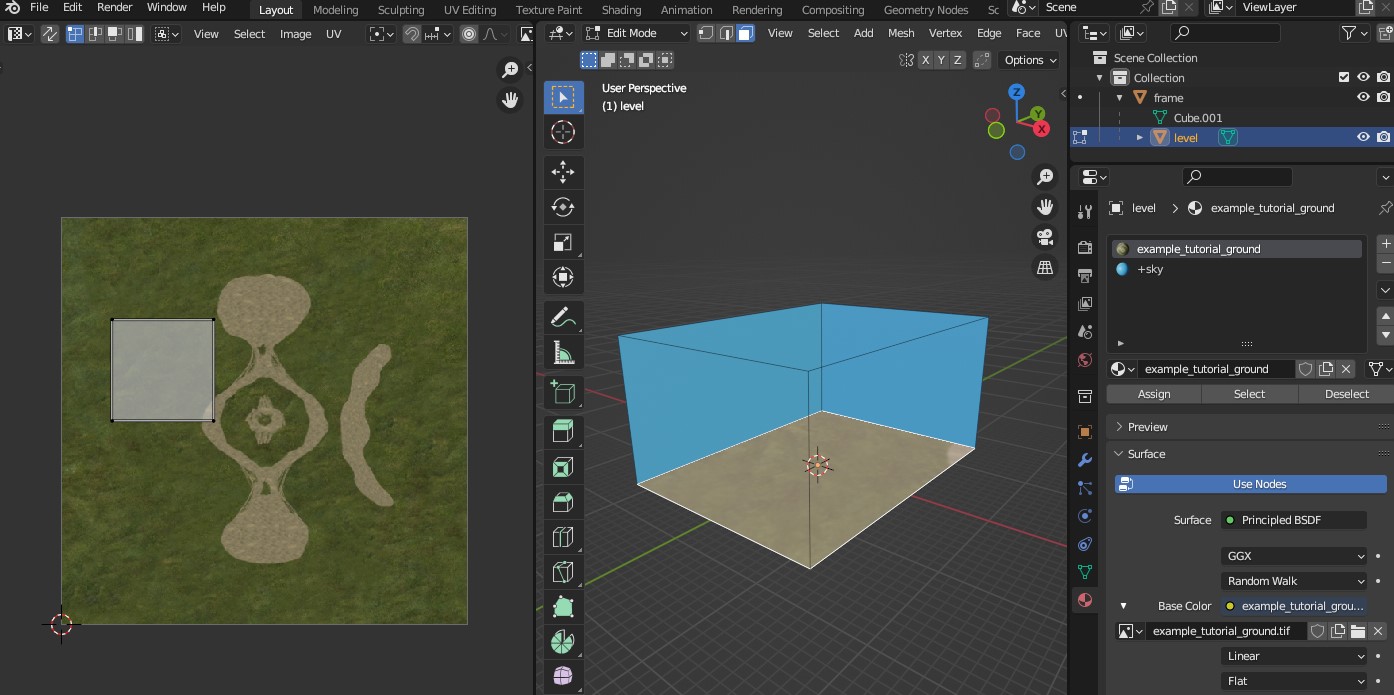 File Edit Render Window Help Layout Modeling Sculpting UV Editing Texture Paint Shading Animation Rendering Compositing Geometry Nodes Sc Scene ViewLayer
View Select Image UV
Edit Mode View Select Add Mesh Vertex Edge Face UV
X Y Z Options
User Perspective
(1) level
Z
Y
X
Scene Collection
Collection
frame
Cube.001
level
level > example_tutorial_ground
example_tutorial_ground
+sky
example_tutorial_ground
Assign Select Deselect
Preview
Surface
Use Nodes
Surface Principled BSDF
GGX
Random Walk
Base Color example_tutorial_grou...
example_tutorial_ground.tif
Linear
Flat